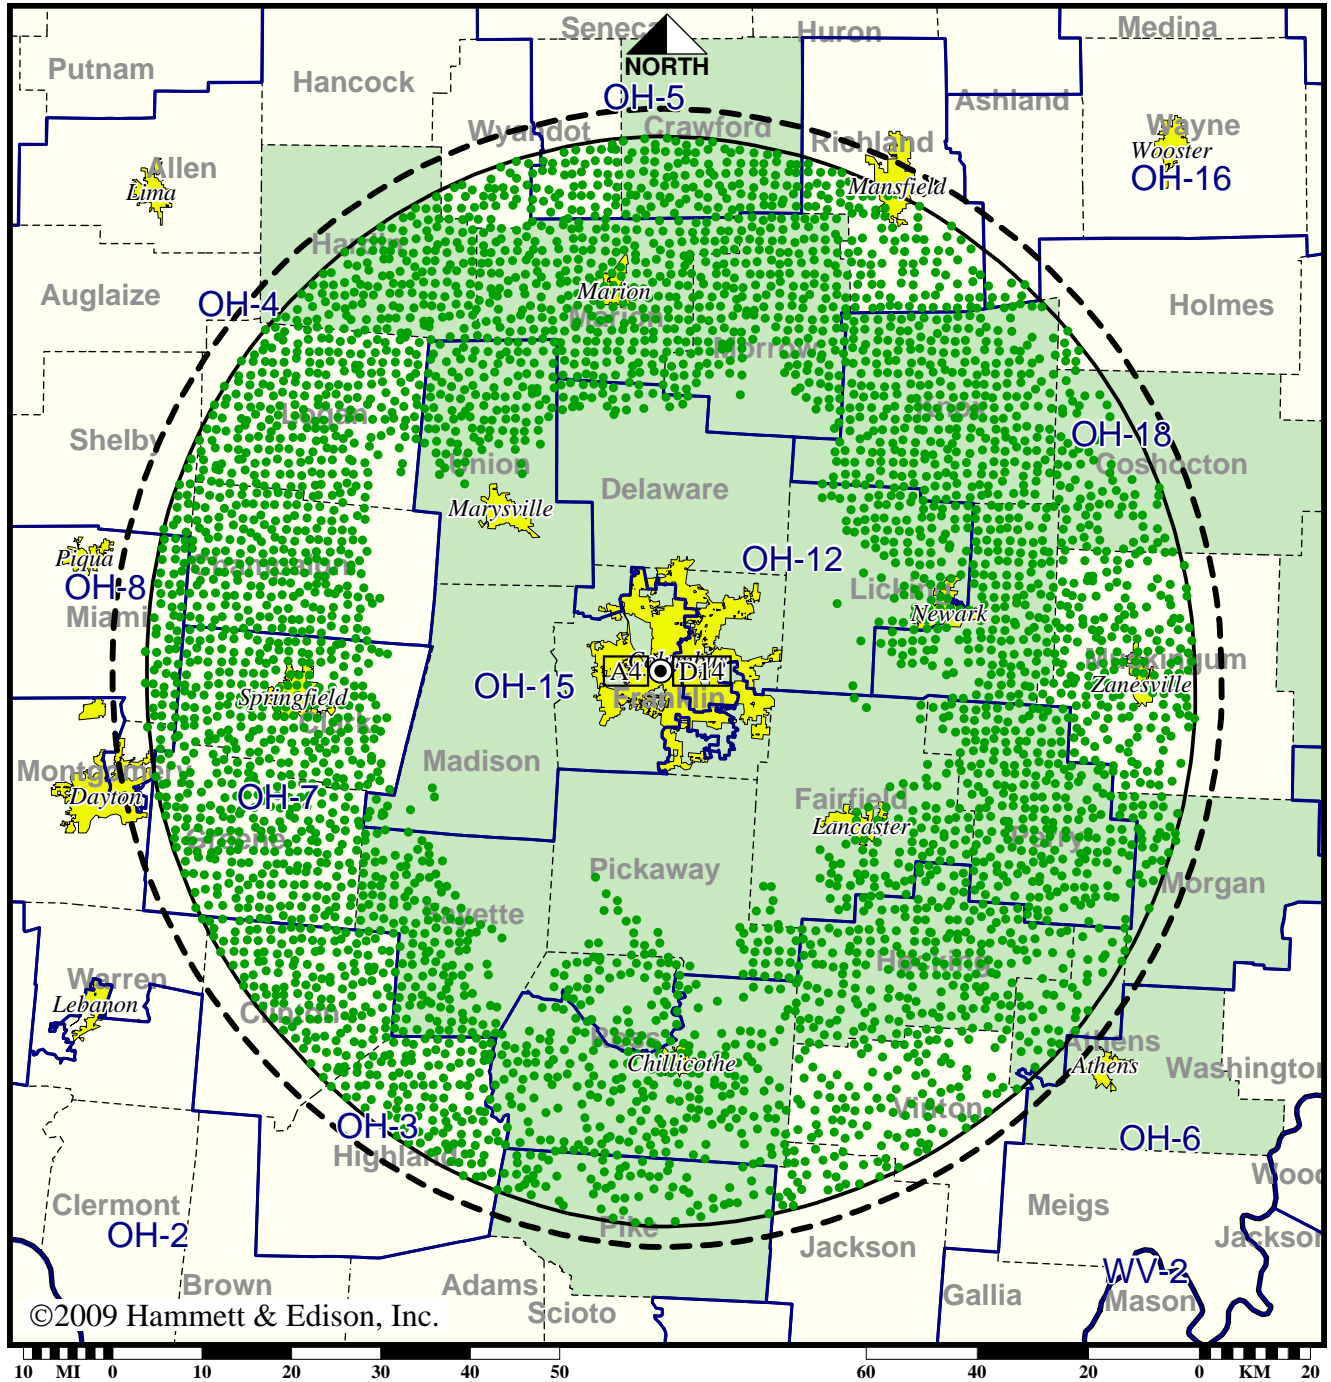 Seneca
Huron
Medina
Putnam
Hancock
NORTH
OH-5
Ashland
Wyandot
Crawford
Richland
Wayne
Wooster
OH-16
Allen
Lima
Mansfield
Hardin
Auglaize
OH-4
Marion
Marion
Holmes
Morrow
Logan
Knox
Shelby
OH-18
Union
Coshocton
Delaware
Marysville
Piqua
OH-8
Champaign
OH-12
Miami
Licking
Newark
Columbus
A4
D14
Franklin
Muskingum
Zanesville
OH-15
Springfield
Clark
Madison
Montgomery
Dayton
OH-7
Fairfield
Lancaster
Greene
Perry
Pickaway
Morgan
Fayette
Hocking
Warren
Lebanon
Clinton
Ross
Chillicothe
Athens
Athens
Washington
Vinton
OH-3
Highland
OH-6
Wood
Clermont
OH-2
Meigs
Pike
Jackson
Jackson
WV-2
Mason
Brown
Adams
Gallia
Scioto
©2009 Hammett & Edison, Inc.
10 MI 0 10 20 30 40 50 60 40 20 0 KM 20